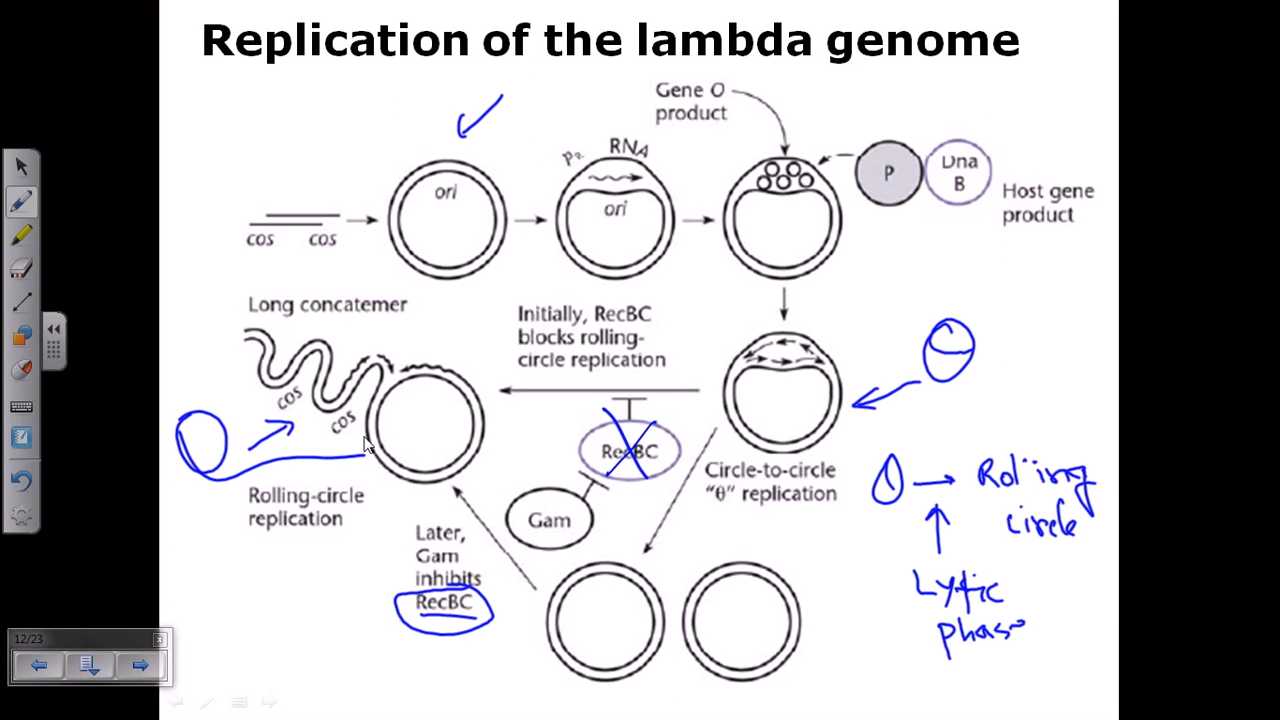 Replication of the lambda genome
Gene O
product
ori
PR
RNA
ori
P
Dna
B
Host gene
product
cos
cos
Long concatemer
cos
cos
Initially, RecBC
blocks rolling-
circle replication
RecBC
Circle-to-circle
"θ" replication
Rolling-circle
replication
Gam
Later,
Gam
inhibits
RecBC
θ → Rolling
circle
Lytic
phase
12/23